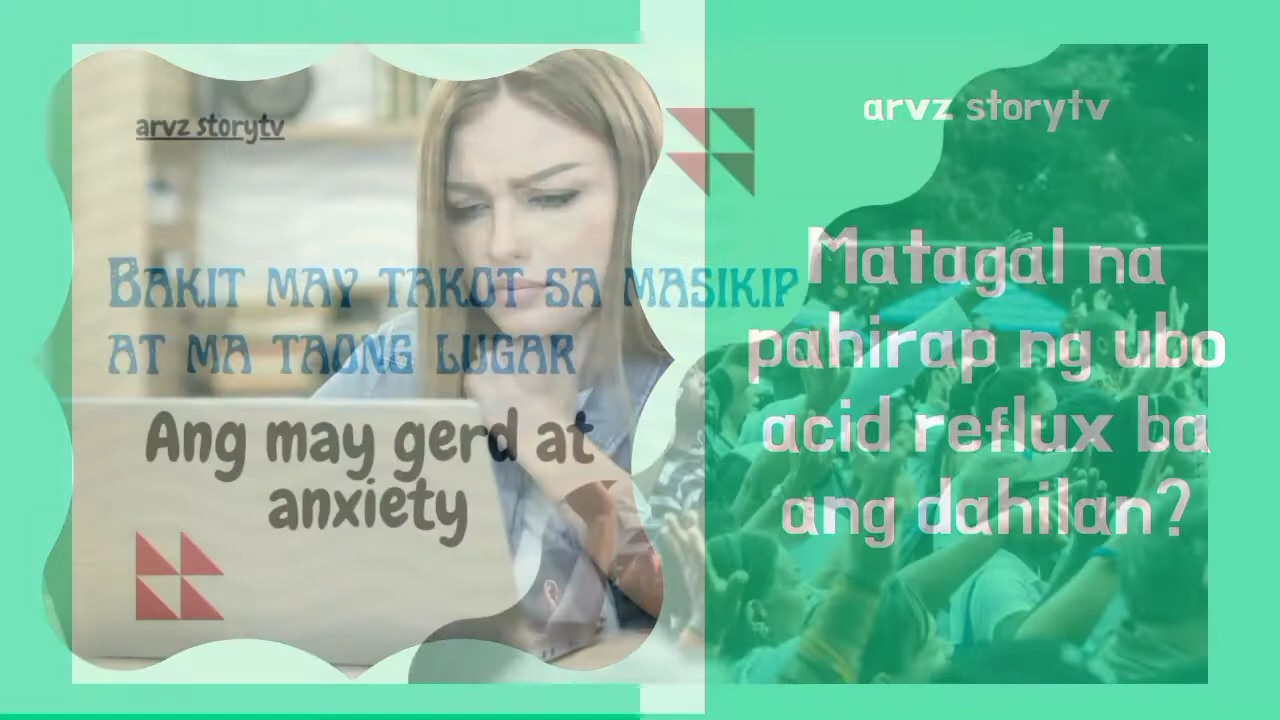 arvz storytv
BAKIT MAY TAKOT SA MASIKIP
AT MA TAONG LUGAR
Ang may gerd at
anxiety
arvz storytv
Matagal na
pahirap ng ubo
acid reflux ba
ang dahilan?